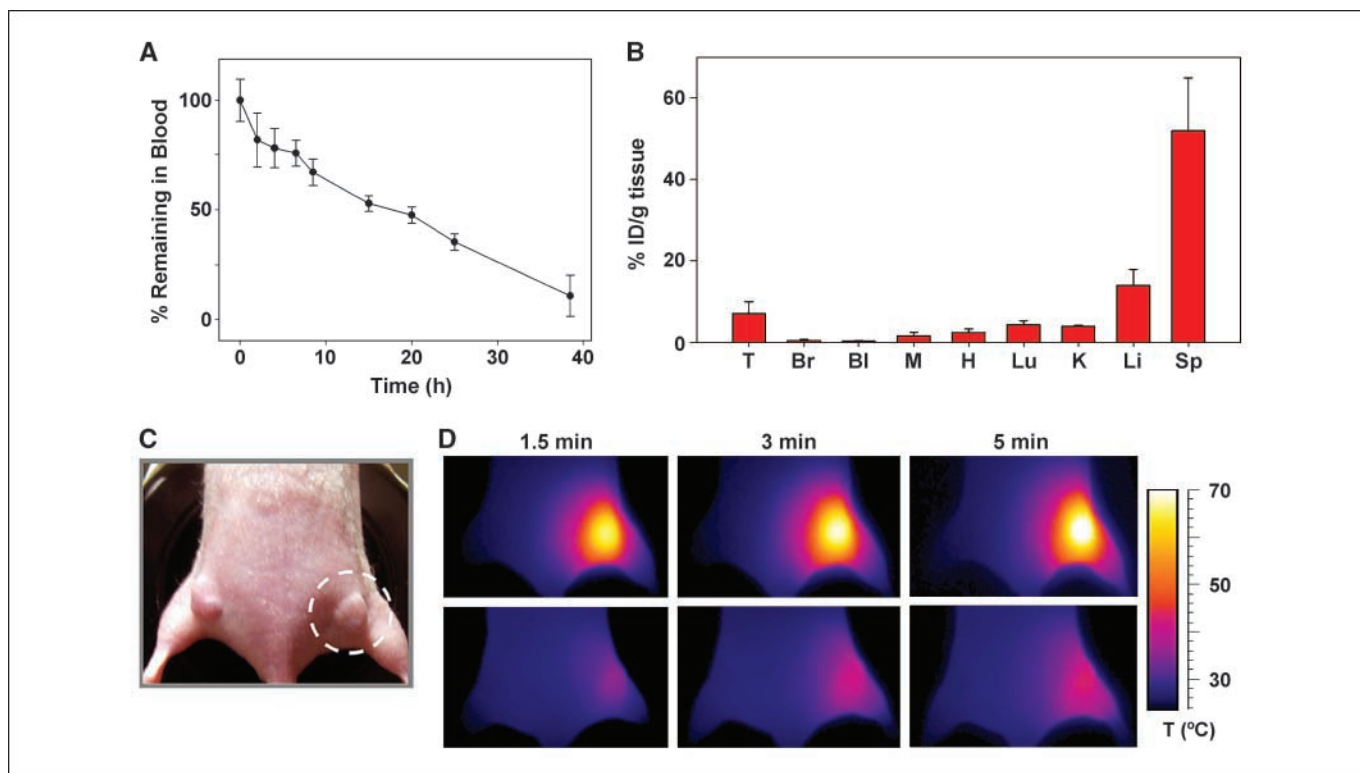 A
% Remaining in Blood
100
50
0
0 10 20 30 40
Time (h)
B
% ID/g tissue
60
40
20
0
T Br Bl M H Lu K Li Sp
C
D
1.5 min 3 min 5 min
70
50
30
T (ºC)